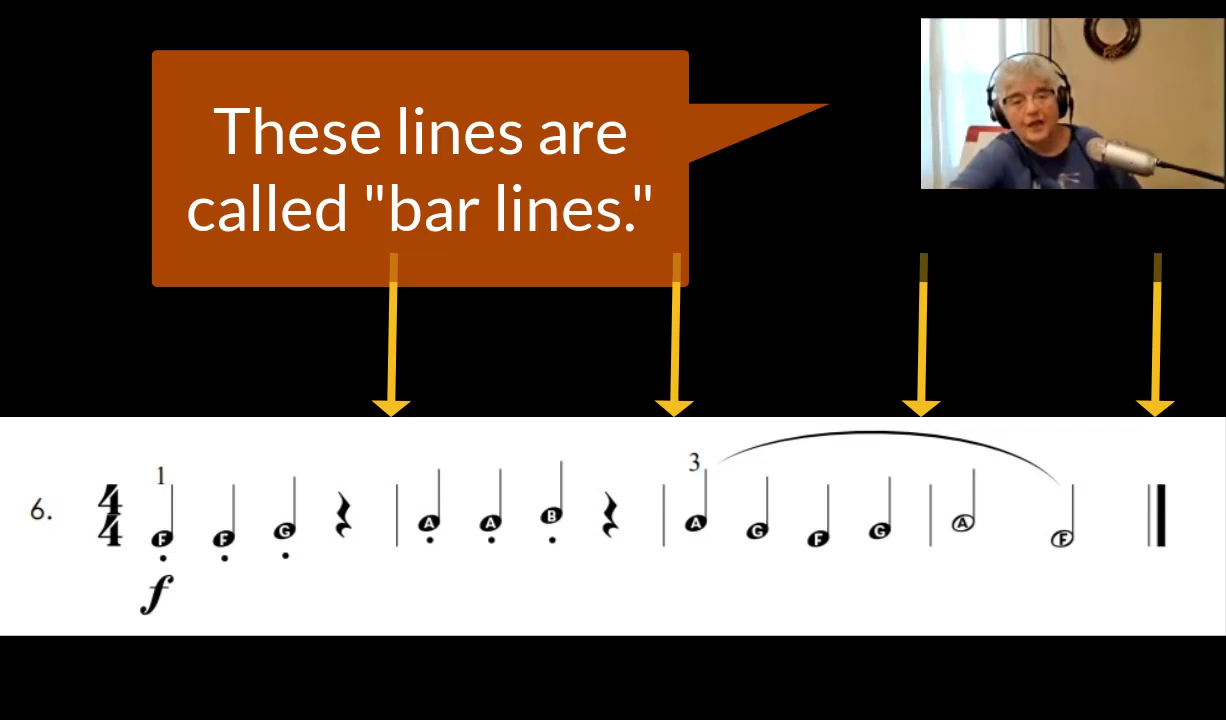 These lines are
called "bar lines."
1
3
6.
4
4
F F G A A B A G F G A F
f